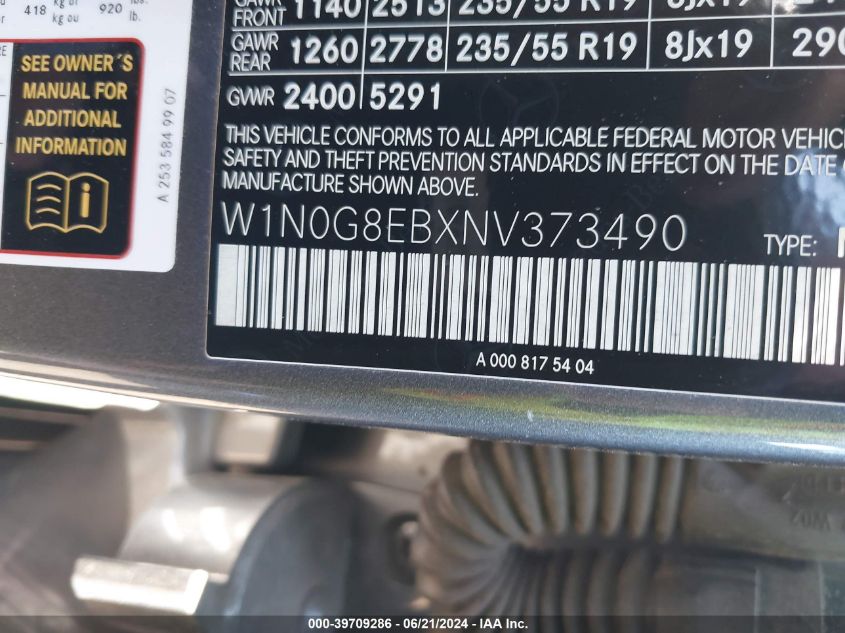 418 kg ou 920 lb.
SEE OWNER´S
MANUAL FOR
ADDITIONAL
INFORMATION
A 253 584 99 07
GAWR FRONT 1140 2513 235/55 R19 8Jx19
GAWR REAR 1260 2778 235/55 R19 8Jx19 290
GVWR 2400 5291
THIS VEHICLE CONFORMS TO ALL APPLICABLE FEDERAL MOTOR VEHIC
SAFETY AND THEFT PREVENTION STANDARDS IN EFFECT ON THE DATE
MANUFACTURE SHOWN ABOVE.
W1N0G8EBXNV373490 TYPE:
A 000 817 54 04
000-39709286 - 06/21/2024 - IAA Inc.